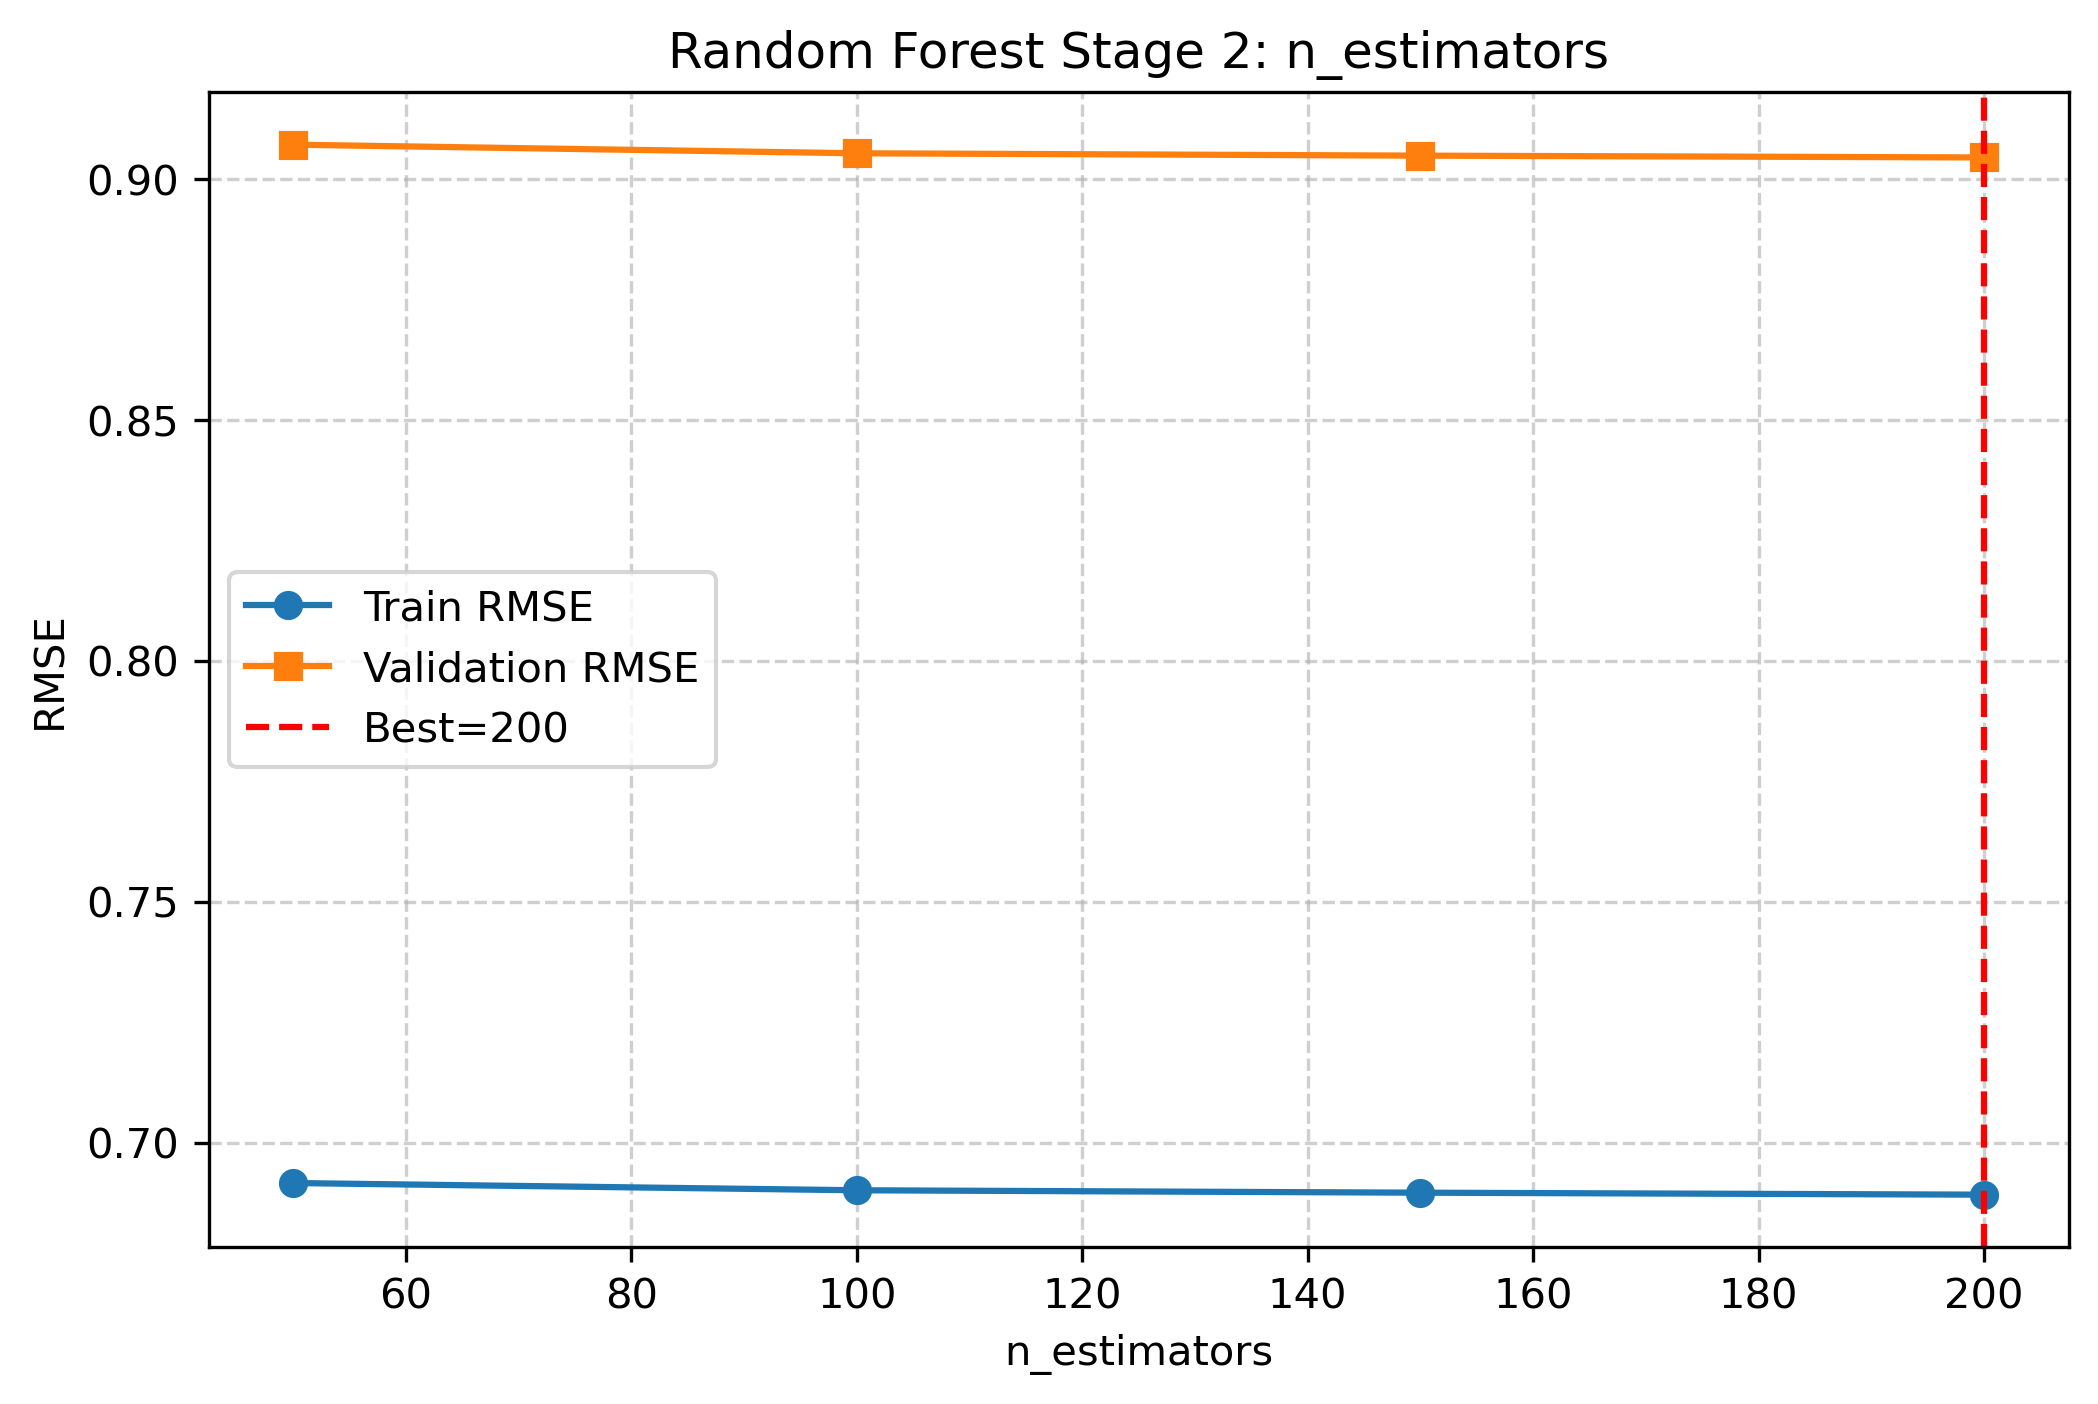 Random Forest Stage 2: n_estimators
RMSE
0.90
0.85
0.80
0.75
0.70
Train RMSE
Validation RMSE
Best=200
60 80 100 120 140 160 180 200
n_estimators